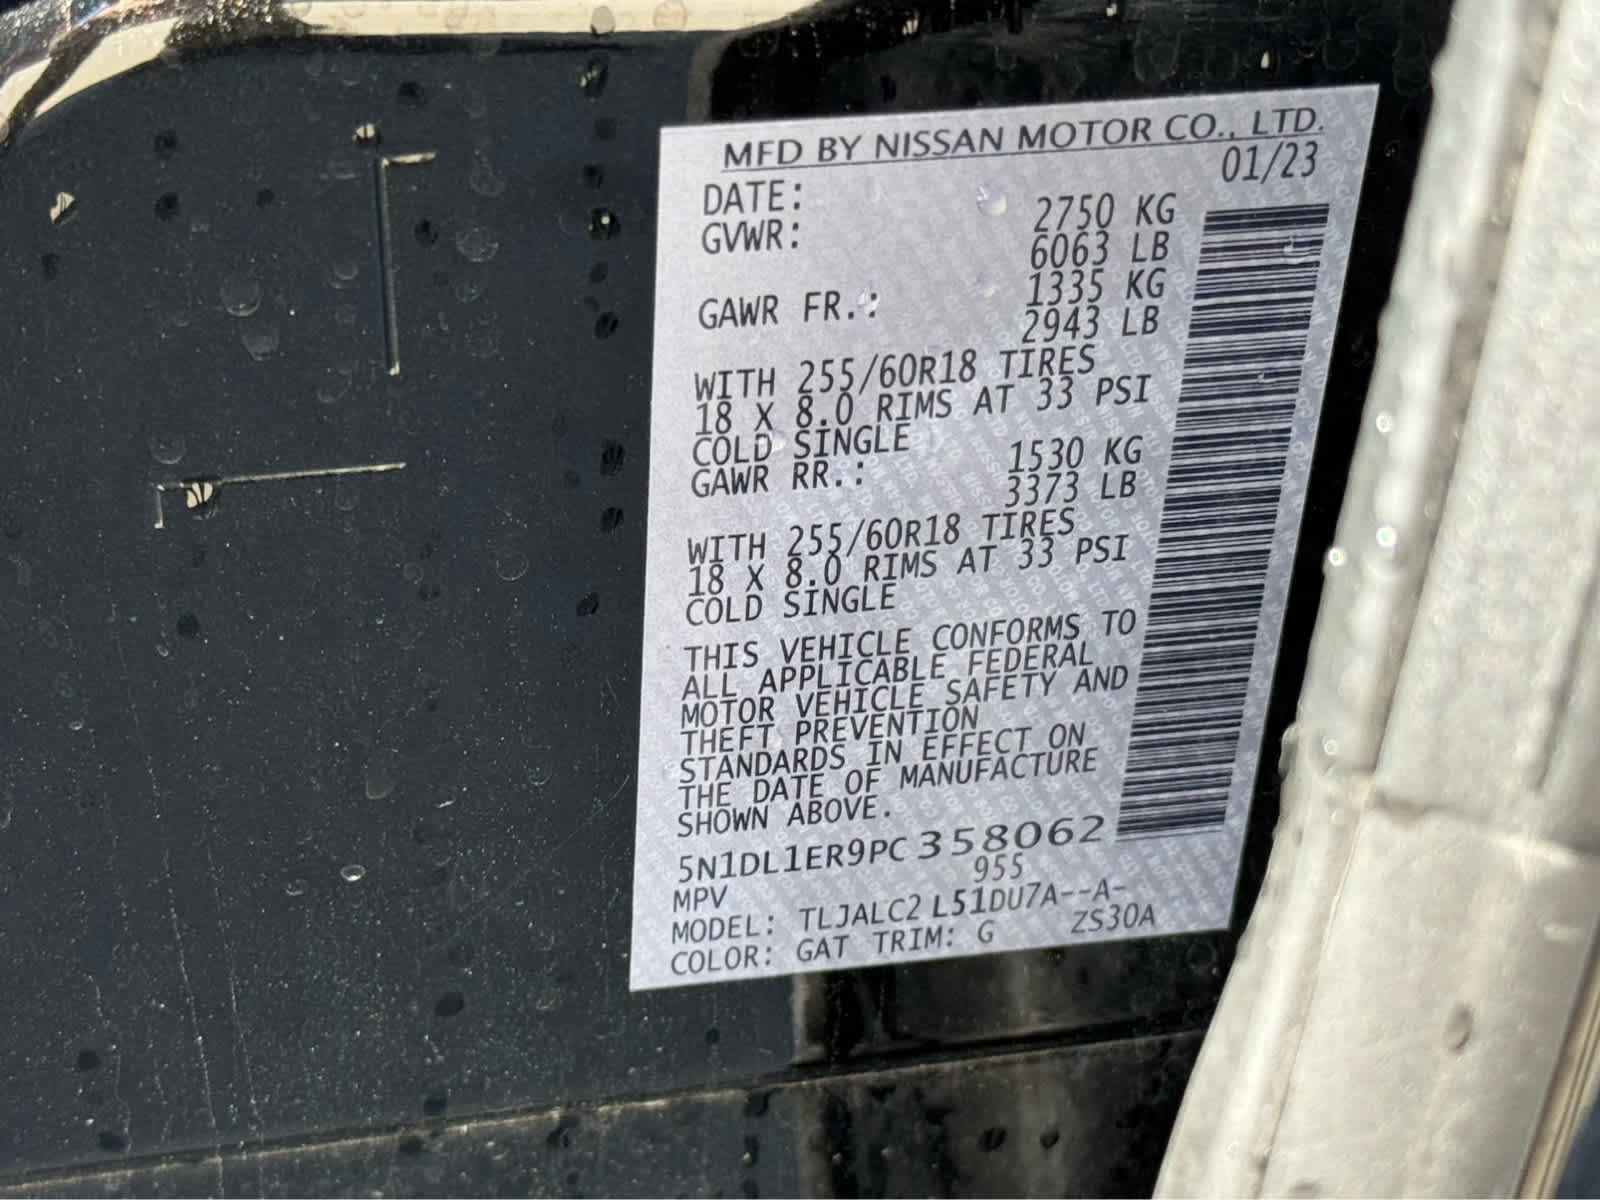 MFD BY NISSAN MOTOR CO., LTD.
DATE: 01/23
GVWR: 2750 KG
6063 LB
GAWR FR.: 1335 KG
2943 LB
WITH 255/60R18 TIRES
18 X 8.0 RIMS AT 33 PSI
COLD SINGLE
GAWR RR.: 1530 KG
3373 LB
WITH 255/60R18 TIRES
18 X 8.0 RIMS AT 33 PSI
COLD SINGLE
THIS VEHICLE CONFORMS TO
ALL APPLICABLE FEDERAL
MOTOR VEHICLE SAFETY AND
THEFT PREVENTION
STANDARDS IN EFFECT ON
THE DATE OF MANUFACTURE
SHOWN ABOVE.
5N1DL1ER9PC358062
MPV 955
MODEL: TLJALC2 L51DU7A--A-
COLOR: GAT TRIM: G ZS30A